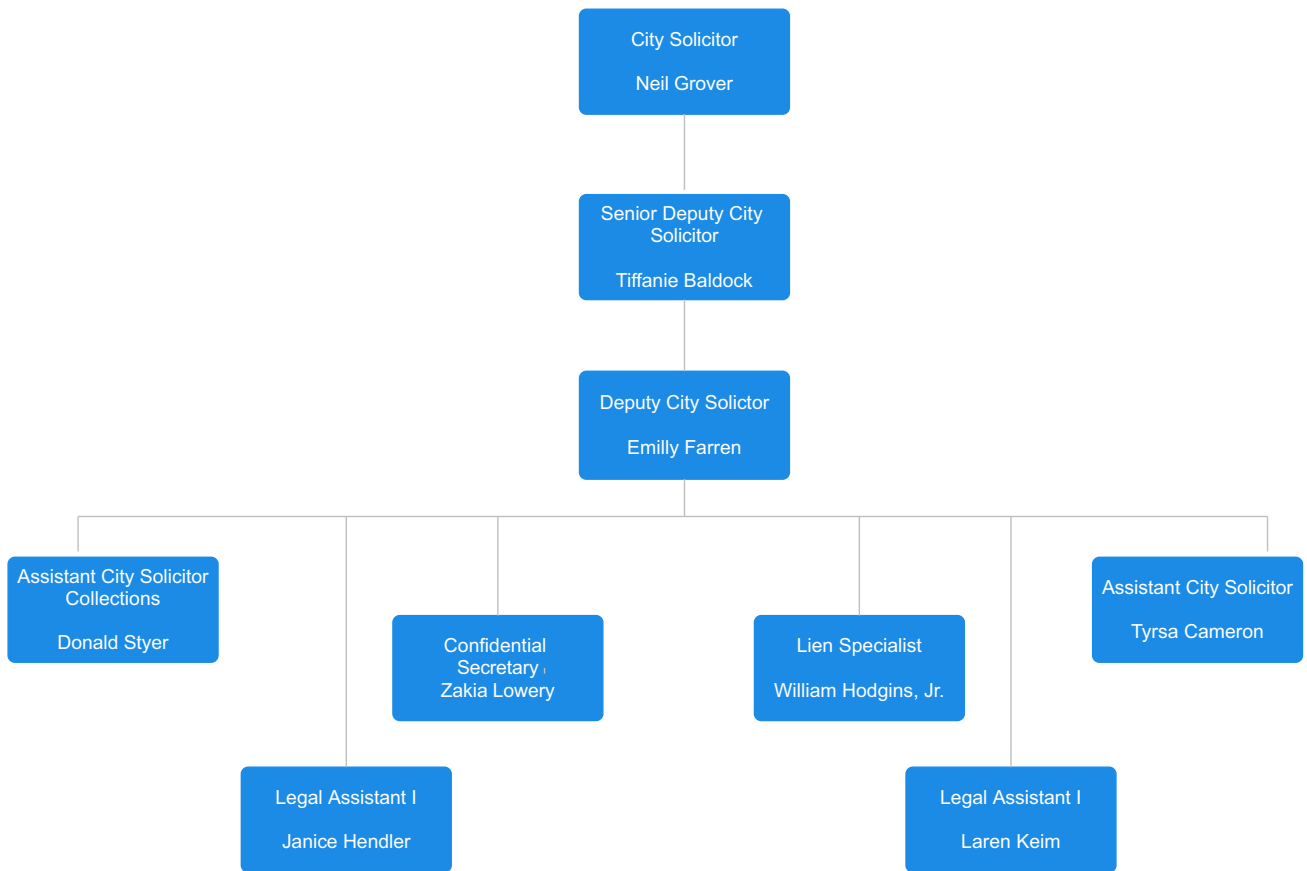 City Solicitor
Neil Grover
Senior Deputy City
Solicitor
Tiffanie Baldock
Deputy City Solictor
Emilly Farren
Assistant City Solicitor
Collections
Donald Styer
Confidential
Secretary
Zakia Lowery
Lien Specialist
William Hodgins, Jr.
Assistant City Solicitor
Tyrsa Cameron
Legal Assistant I
Janice Hendler
Legal Assistant I
Laren Keim